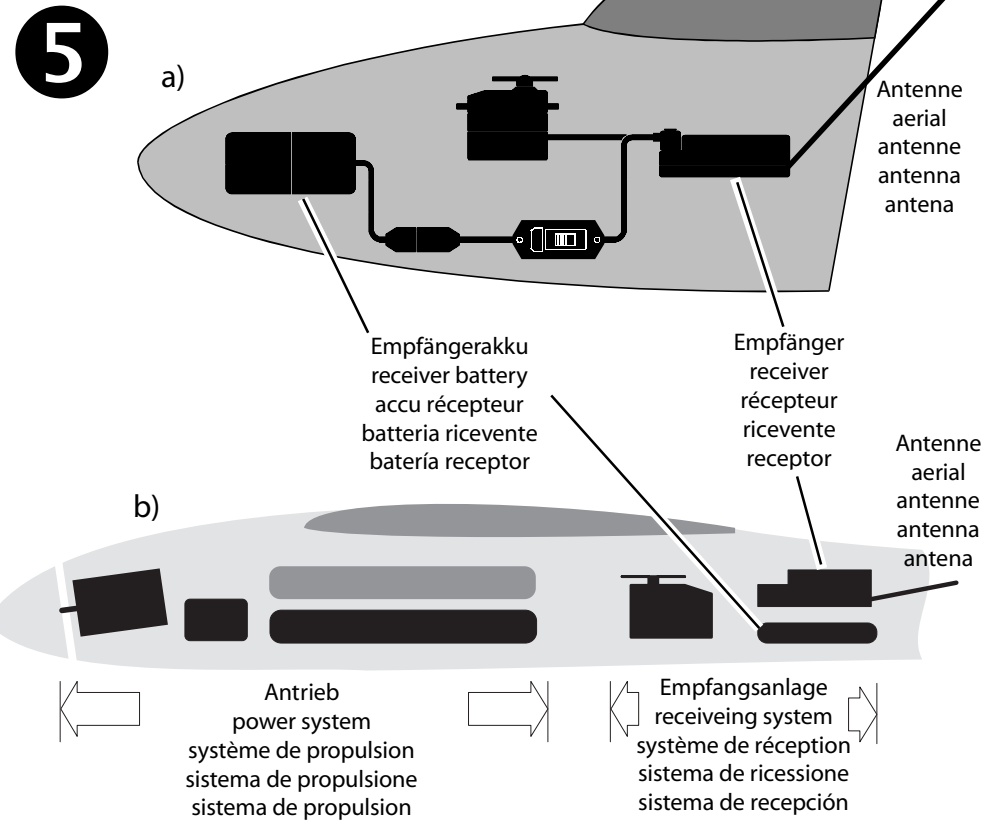 5
a)
Antenne
aerial
antenne
antenna
antena
Empfängerakku
receiver battery
accu récepteur
batteria ricevente
batería receptor
Empfänger
receiver
récepteur
ricevente
receptor
Antenne
aerial
antenne
antenna
antena
b)
Antrieb
power system
système de propulsion
sistema de propulsione
sistema de propulsion
Empfangsanlage
receiveing system
système de réception
sistema de ricessione
sistema de recepción